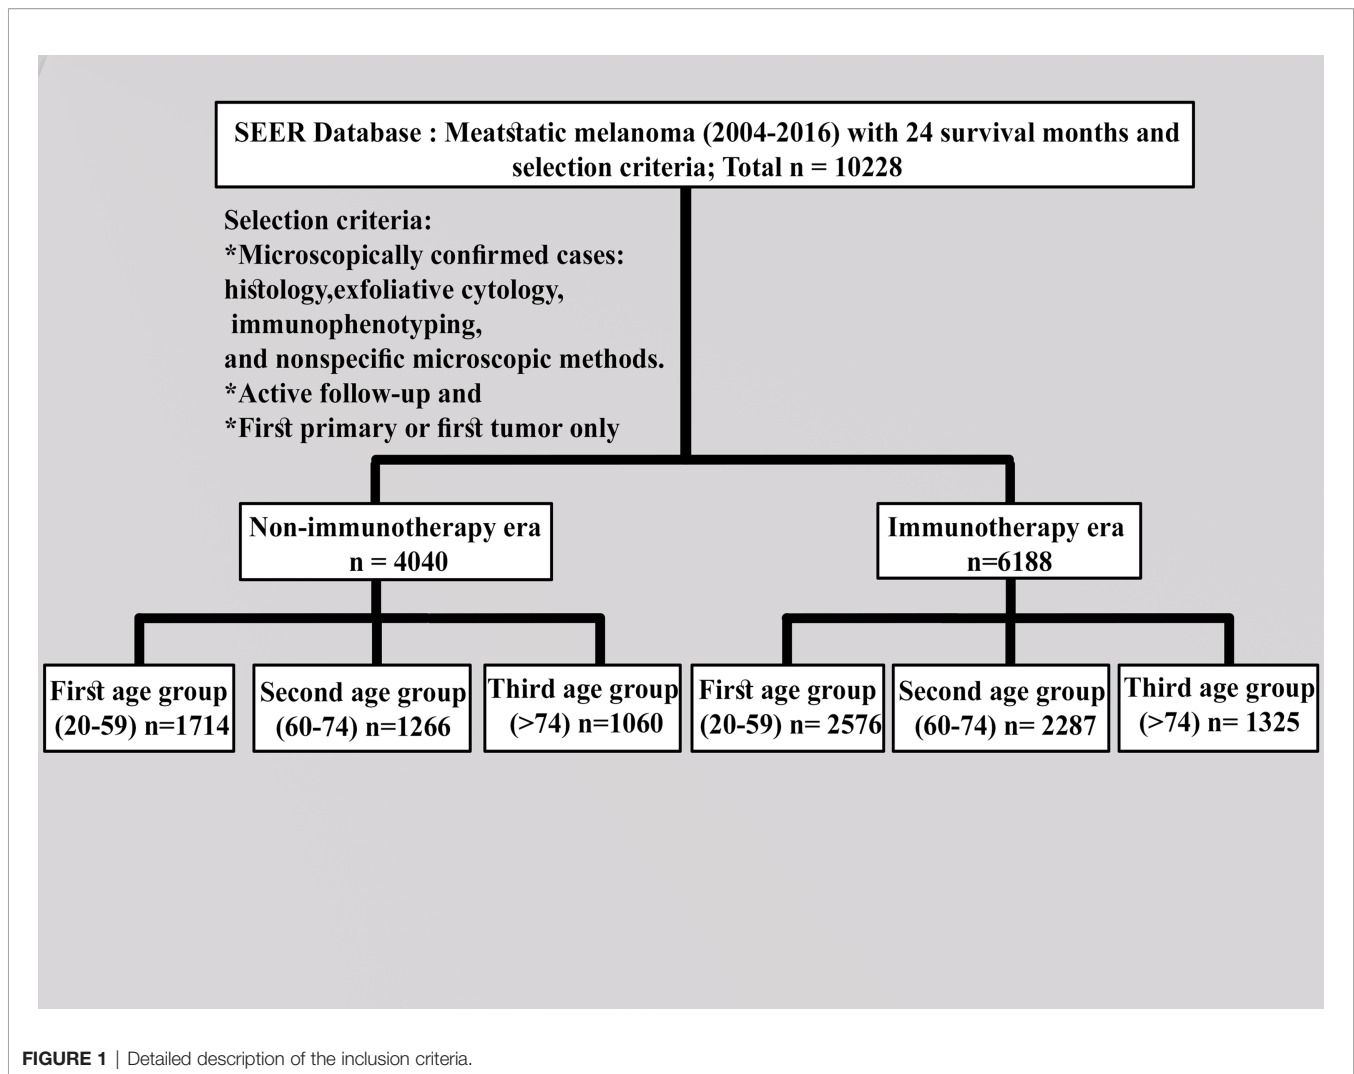 SEER Database : Meatstatic melanoma (2004-2016) with 24 survival months and
selection criteria; Total n = 10228
Selection criteria:
*Microscopically confirmed cases:
histology,exfoliative cytology,
immunophenotyping,
and nonspecific microscopic methods.
*Active follow-up and
*First primary or first tumor only
Non-immunotherapy era
n = 4040
Immunotherapy era
n=6188
First age group
(20-59) n=1714
Second age group
(60-74) n=1266
Third age group
(>74) n=1060
First age group
(20-59) n= 2576
Second age group
(60-74) n= 2287
Third age group
(>74) n= 1325
FIGURE 1 | Detailed description of the inclusion criteria.